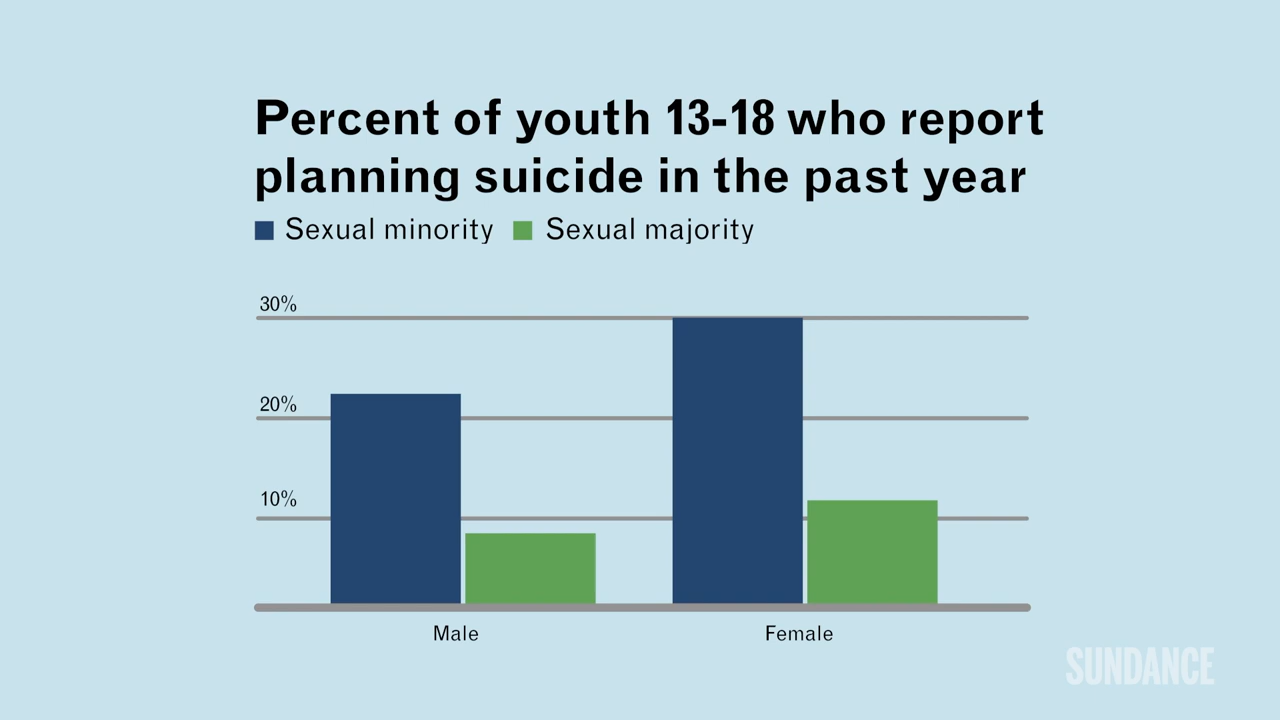 Percent of youth 13-18 who report
planning suicide in the past year
Sexual minority Sexual majority
30%
20%
10%
Male Female
SUNDANCE